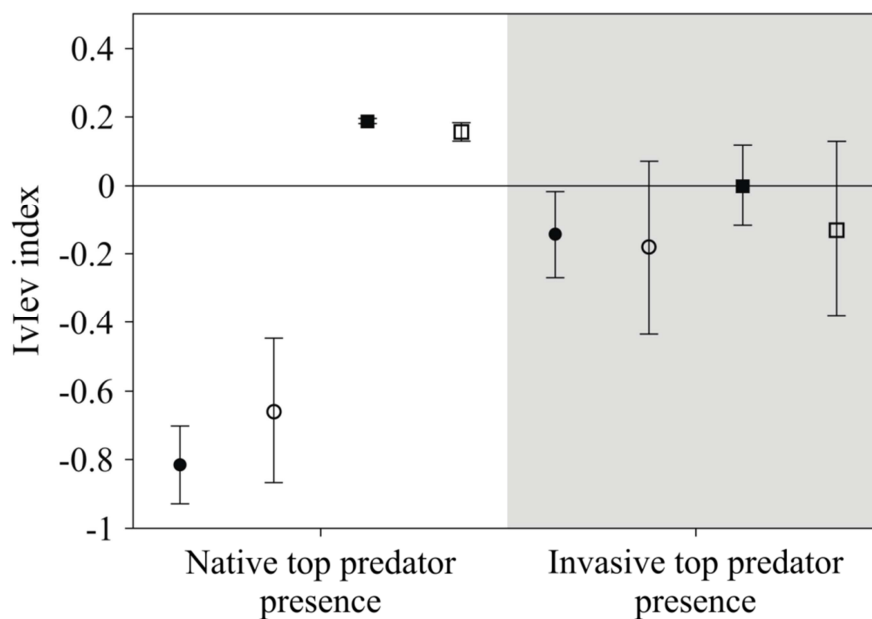 0.4
0.2
0
-0.2
-0.4
-0.6
-0.8
-1
IvIev index
Native top predator
presence
Invasive top predator
presence